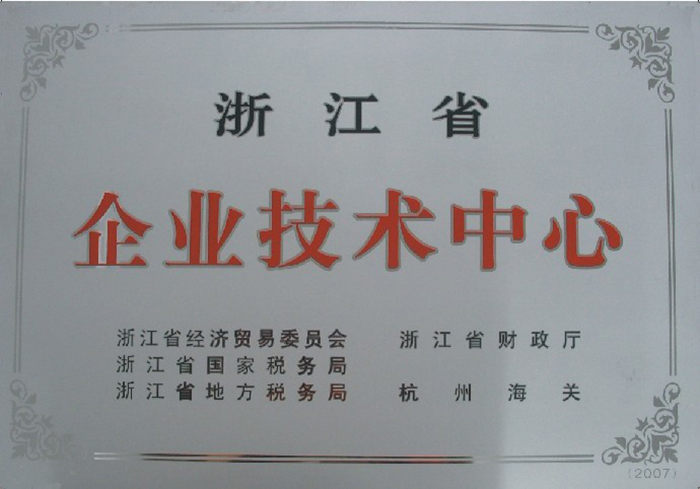 浙江省
企业技术中心
浙江省经济贸易委员会 浙江省财政厅
浙江省国家税务局
浙江省地方税务局 杭州海关
(2007)